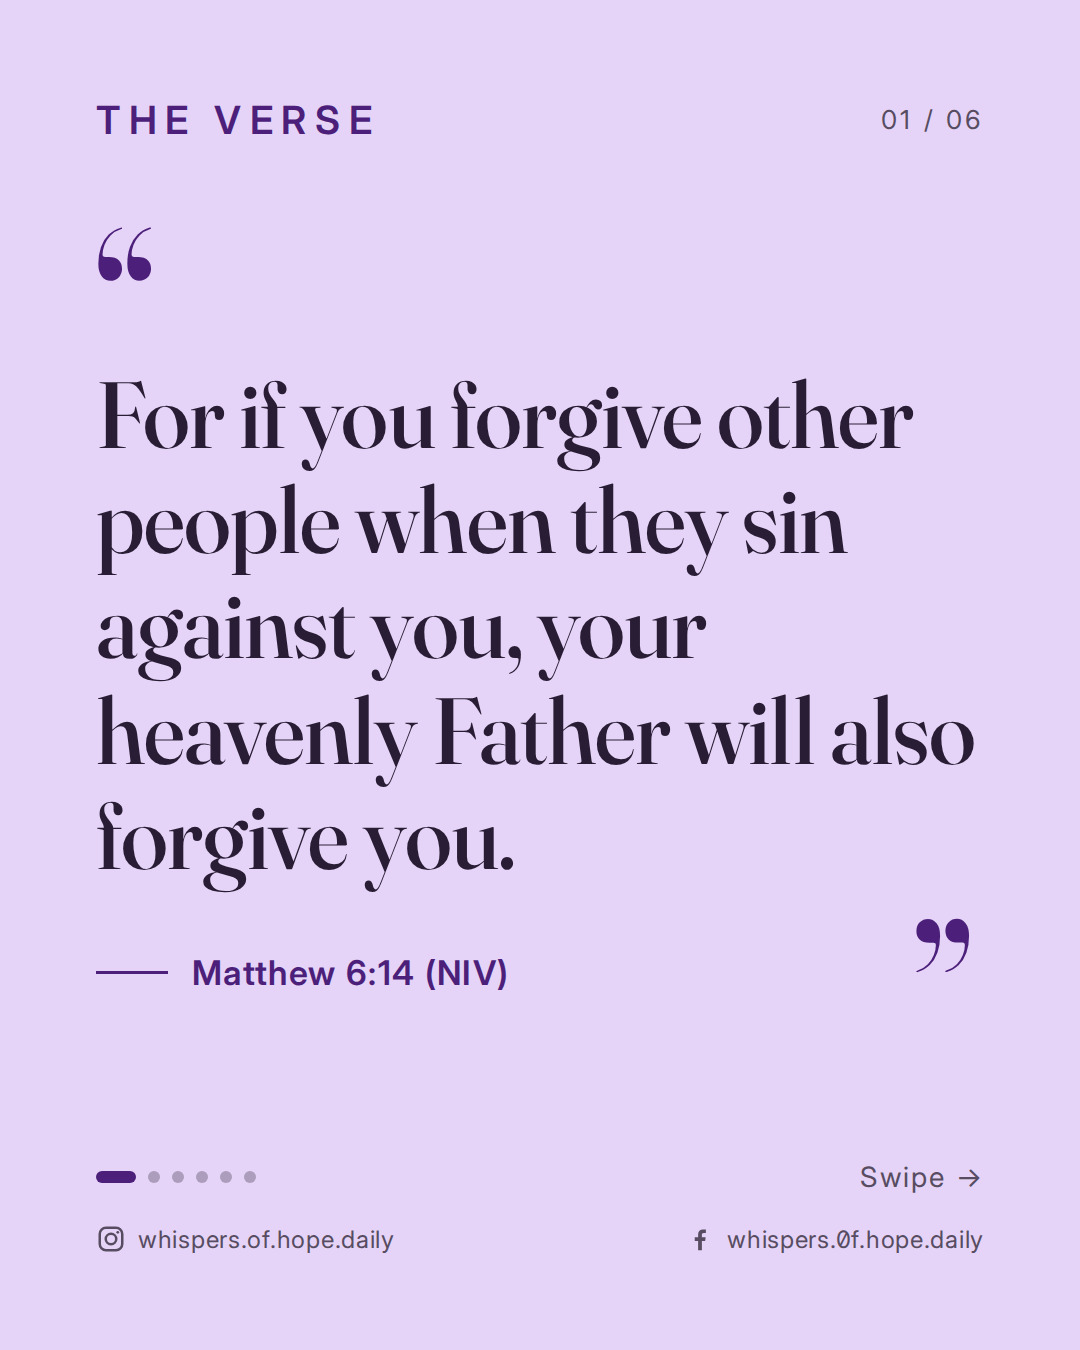 THE VERSE
01 / 06
“
For if you forgive other
people when they sin
against you, your
heavenly Father will also
forgive you.
”
Matthew 6:14 (NIV)
Swipe →
whispers.of.hope.daily
whispers.0f.hope.daily